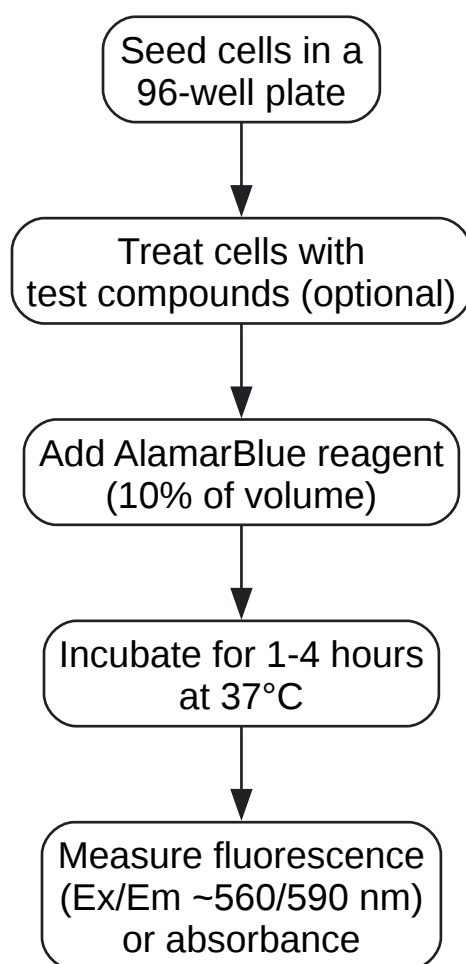 Seed cells in a
96-well plate
Treat cells with
test compounds (optional)
Add AlamarBlue reagent
(10% of volume)
Incubate for 1-4 hours
at 37°C
Measure fluorescence
(Ex/Em ~560/590 nm)
or absorbance